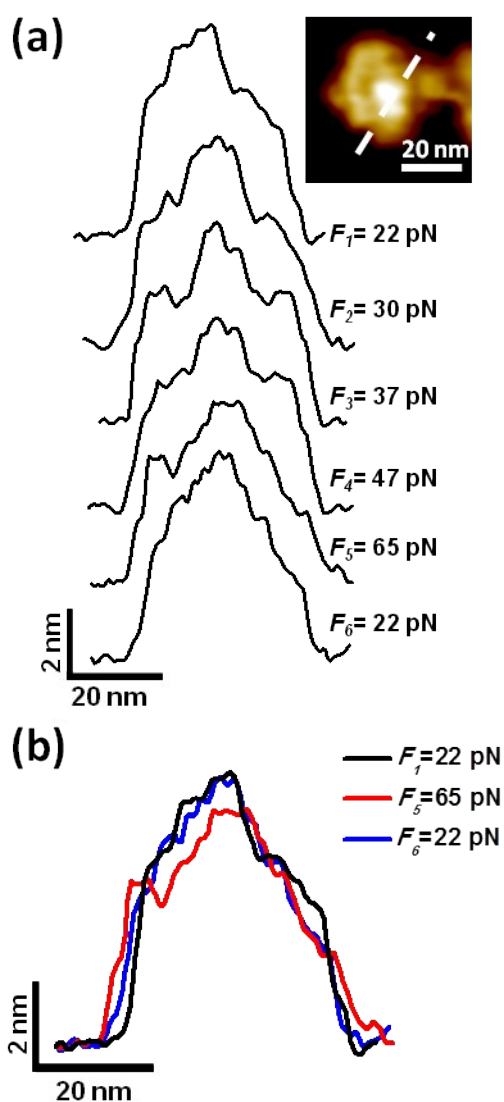 (a)
20 nm
F1= 22 pN
F2= 30 pN
F3= 37 pN
F4= 47 pN
F5= 65 pN
F6= 22 pN
2 nm
20 nm
(b)
F1=22 pN
F5=65 pN
F6=22 pN
2 nm
20 nm